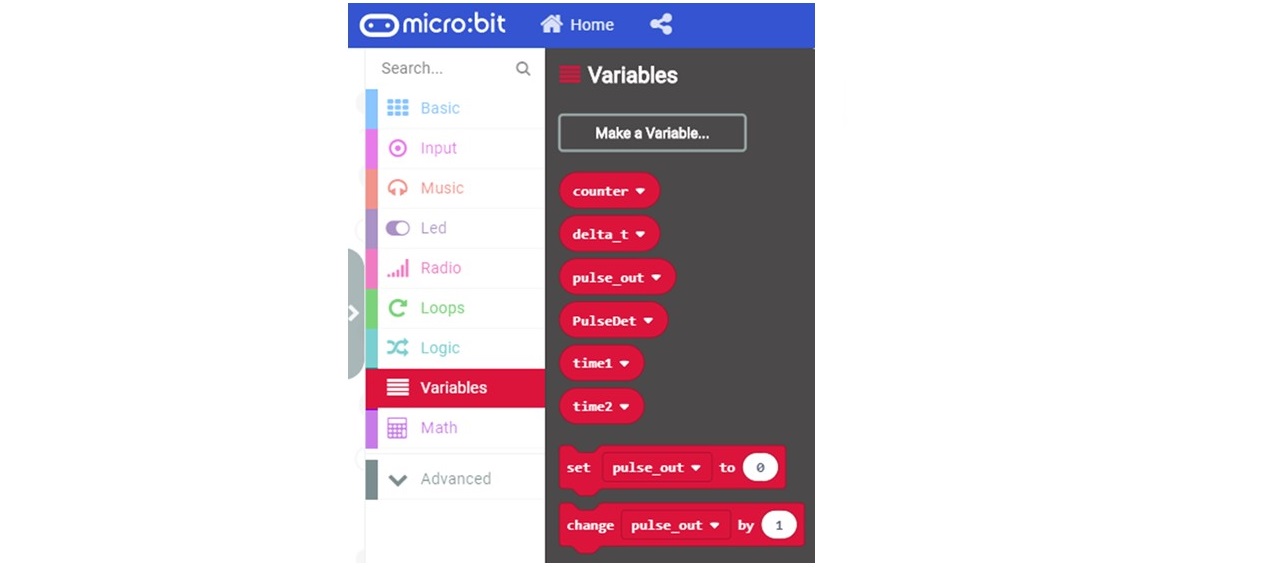 micro:bit Home
Search...
Basic
Input
Music
Led
Radio
Loops
Logic
Variables
Math
Advanced
Variables
Make a Variable...
counter
delta_t
pulse_out
PulseDet
time1
time2
set pulse_out to 0
change pulse_out by 1